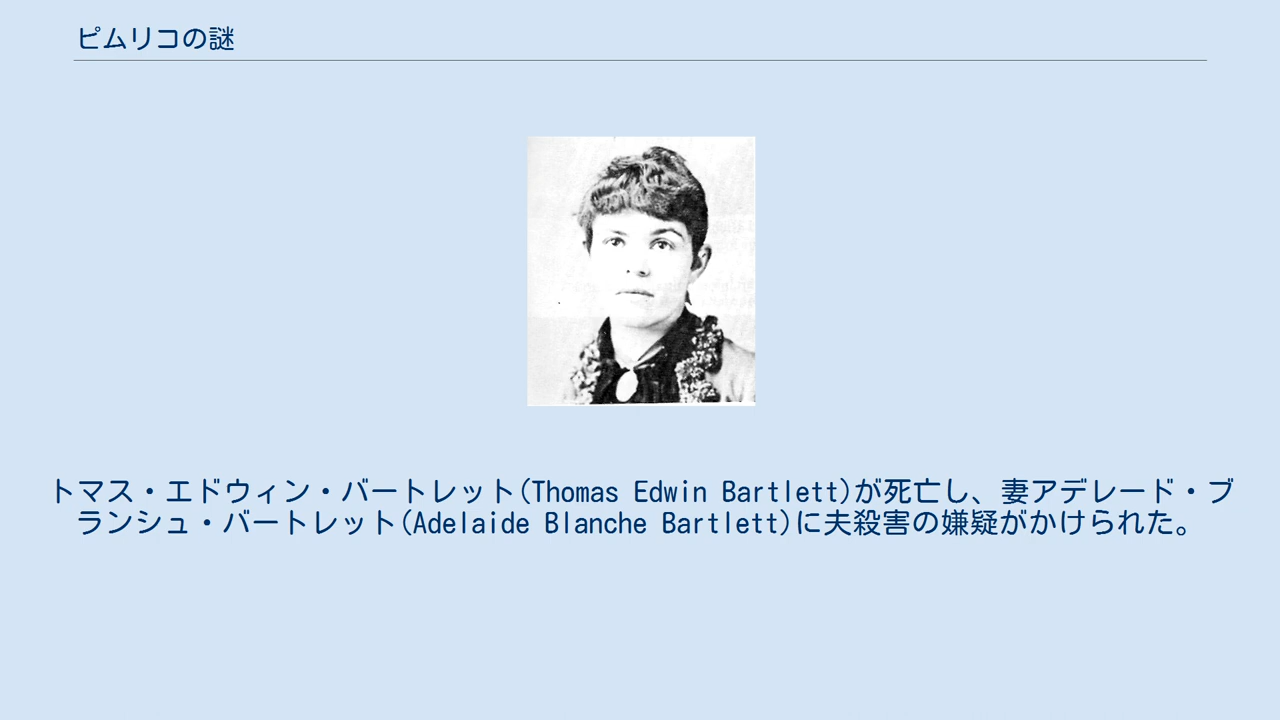 ピムリコの謎
トマス・エドウィン・バートレット(Thomas Edwin Bartlett)が死亡し、妻アデレード・ブ
ランシュ・バートレット(Adelaide Blanche Bartlett)に夫殺害の嫌疑がかけられた。